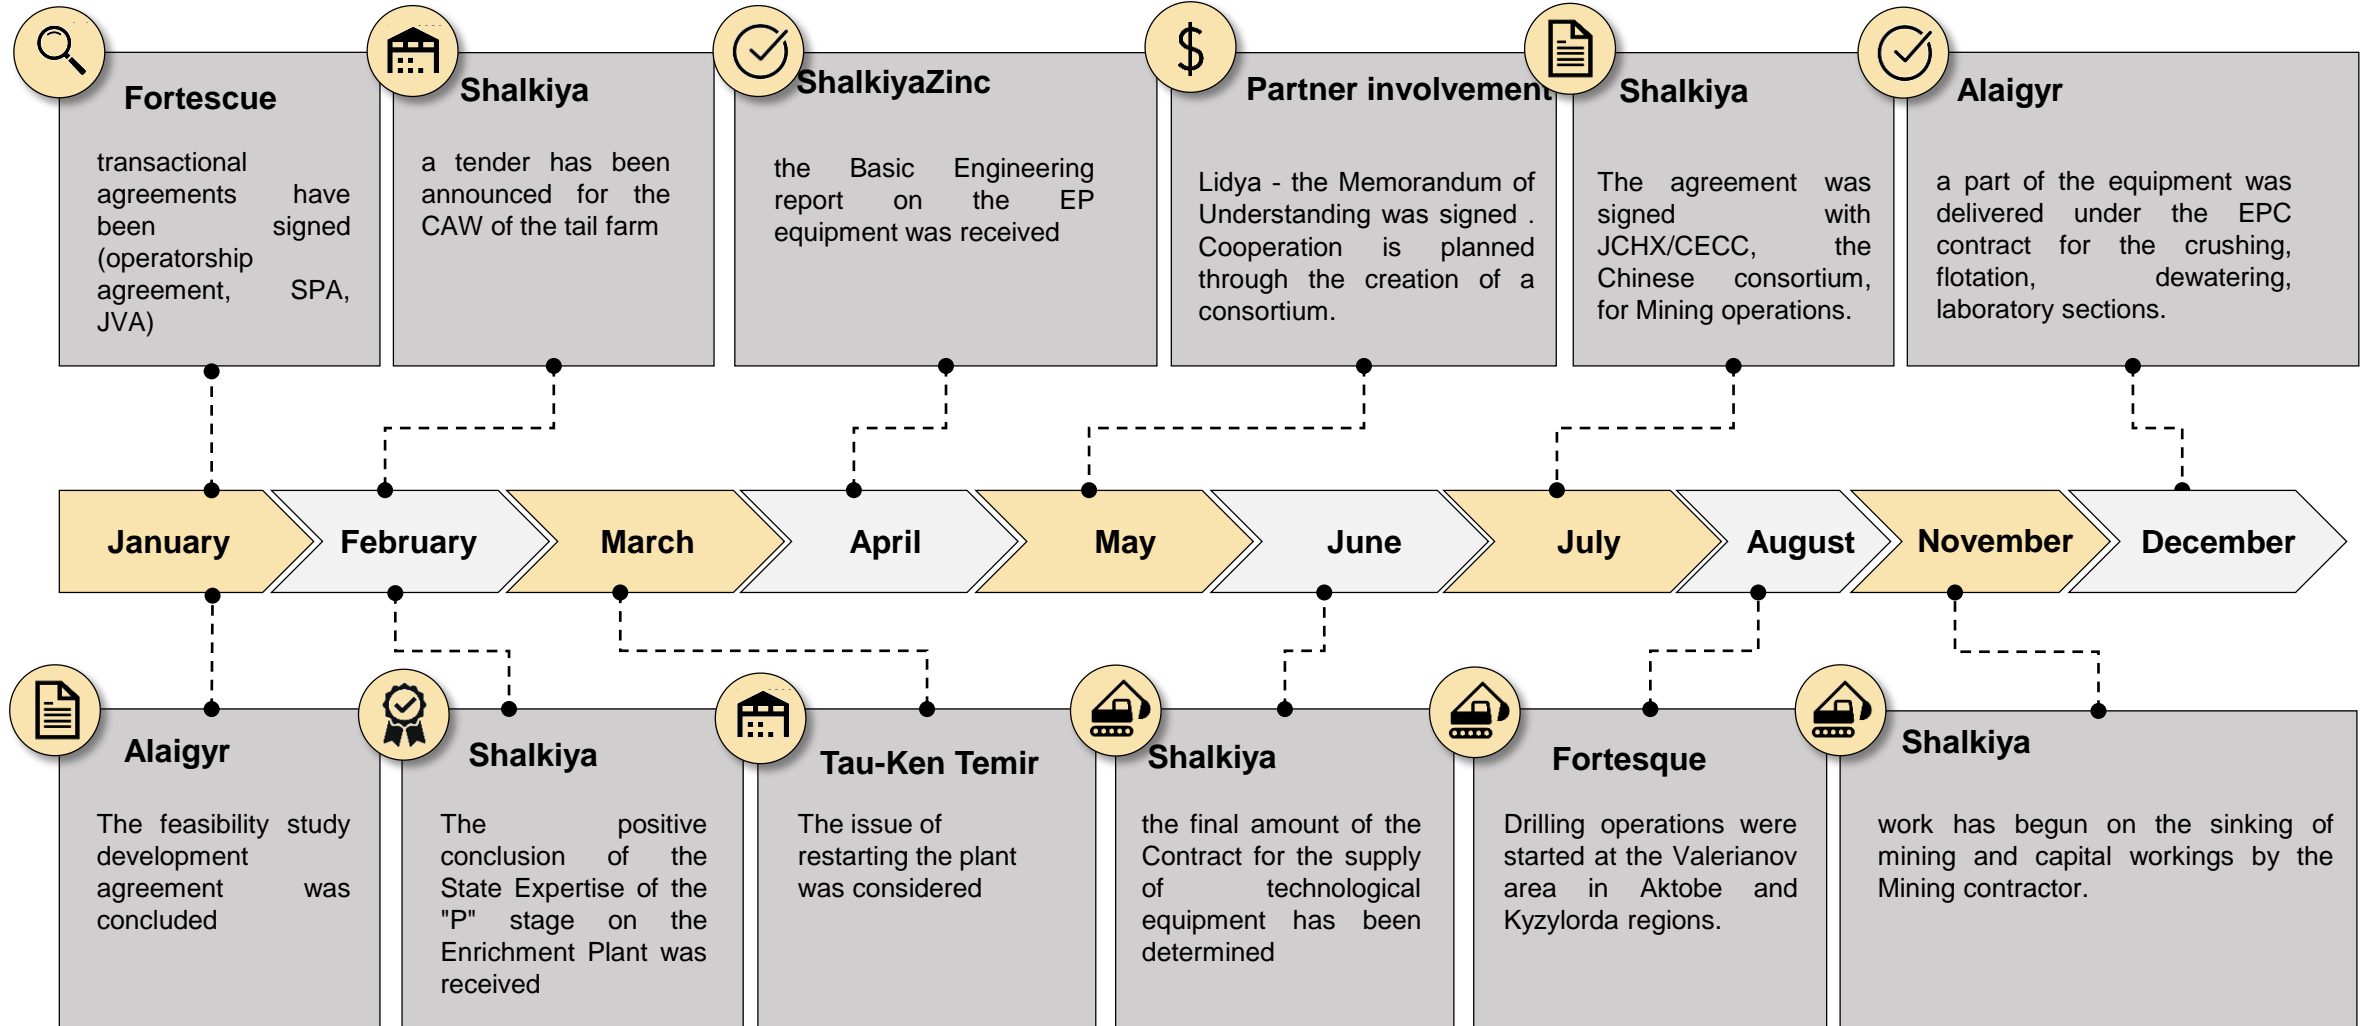 Fortescue
transactional
agreements have
been signed
(operatorship
agreement, SPA,
JVA)
Shalkiya
a tender has been
announced for the
CAW of the tail farm
ShalkiyaZinc
the Basic Engineering
report on the EP
equipment was received
Partner involvement
Lidya - the Memorandum of
Understanding was signed .
Cooperation is planned
through the creation of a
consortium.
Shalkiya
The agreement was
signed with
JCHX/CECC, the
Chinese consortium,
for Mining operations.
Alaigyr
a part of the equipment was
delivered under the EPC
contract for the crushing,
flotation, dewatering,
laboratory sections.
January
February
March
April
May
June
July
August
November
December
Alaigyr
The feasibility study
development
agreement was
concluded
Shalkiya
The positive
conclusion of the
State Expertise of the
"P" stage on the
Enrichment Plant was
received
Tau-Ken Temir
The issue of
restarting the plant
was considered
Shalkiya
the final amount of the
Contract for the supply
of technological
equipment has been
determined
Fortesque
Drilling operations were
started at the Valerianov
area in Aktobe and
Kyzylorda regions.
Shalkiya
work has begun on the sinking of
mining and capital workings by the
Mining contractor.